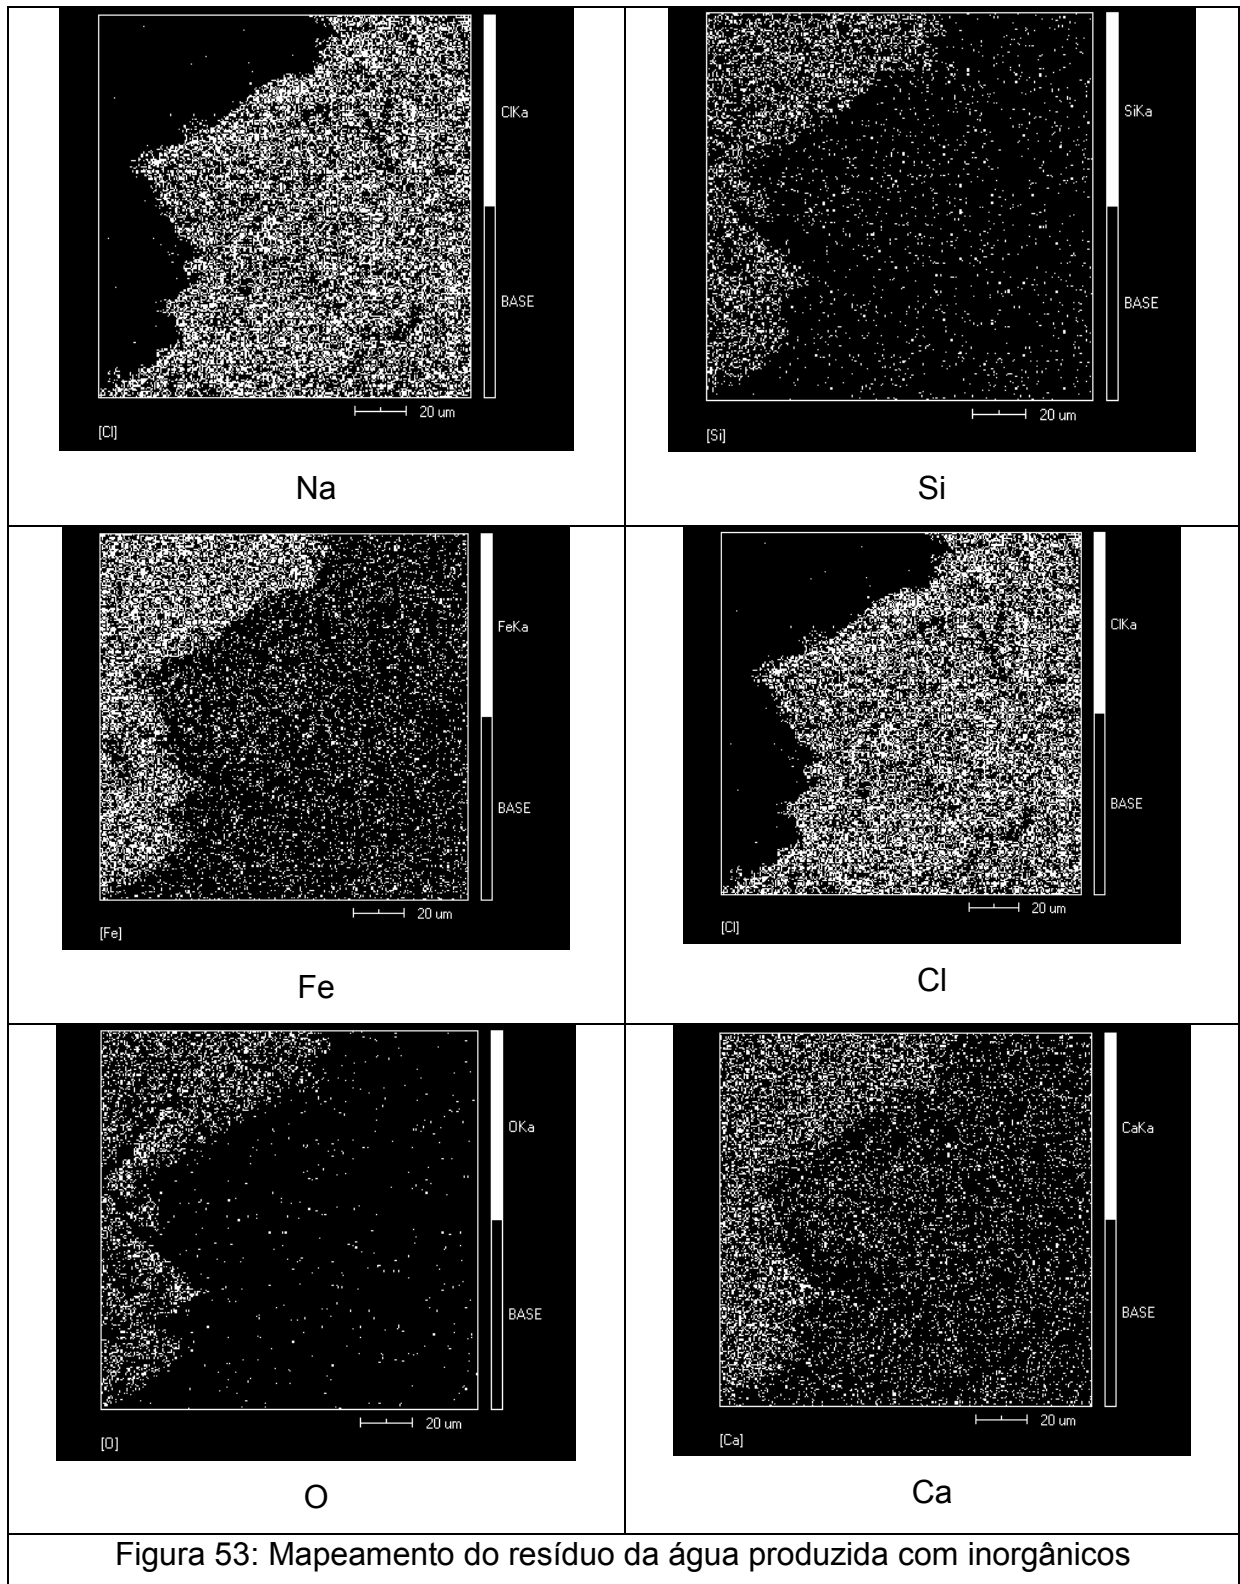 ClKa
BASE
20 um
[Cl]
Na
SiKa
BASE
20 um
[Si]
Si
FeKa
BASE
20 um
[Fe]
Fe
ClKa
BASE
20 um
[Cl]
Cl
OKa
BASE
20 um
[O]
O
CaKa
BASE
20 um
[Ca]
Ca
Figura 53: Mapeamento do resíduo da água produzida com inorgânicos